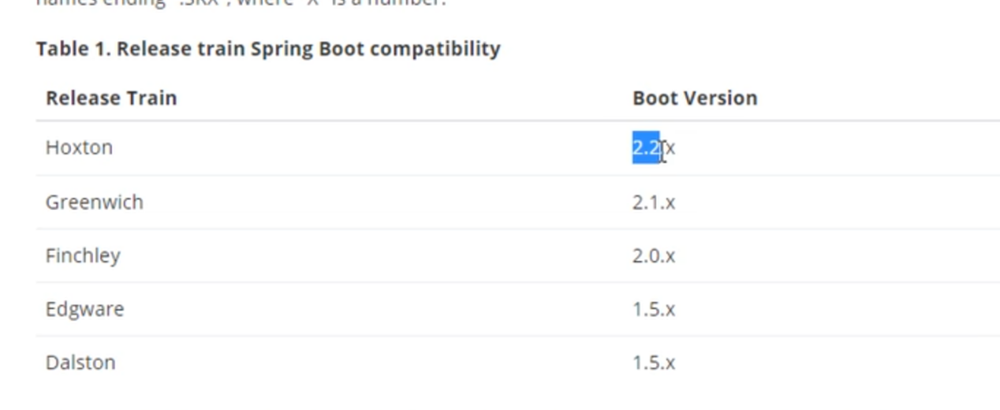 names ending ".SRX", where "X" is a number.
Table 1. Release train Spring Boot compatibility
Release Train Boot Version
Hoxton 2.2.x
Greenwich 2.1.x
Finchley 2.0.x
Edgware 1.5.x
Dalston 1.5.x